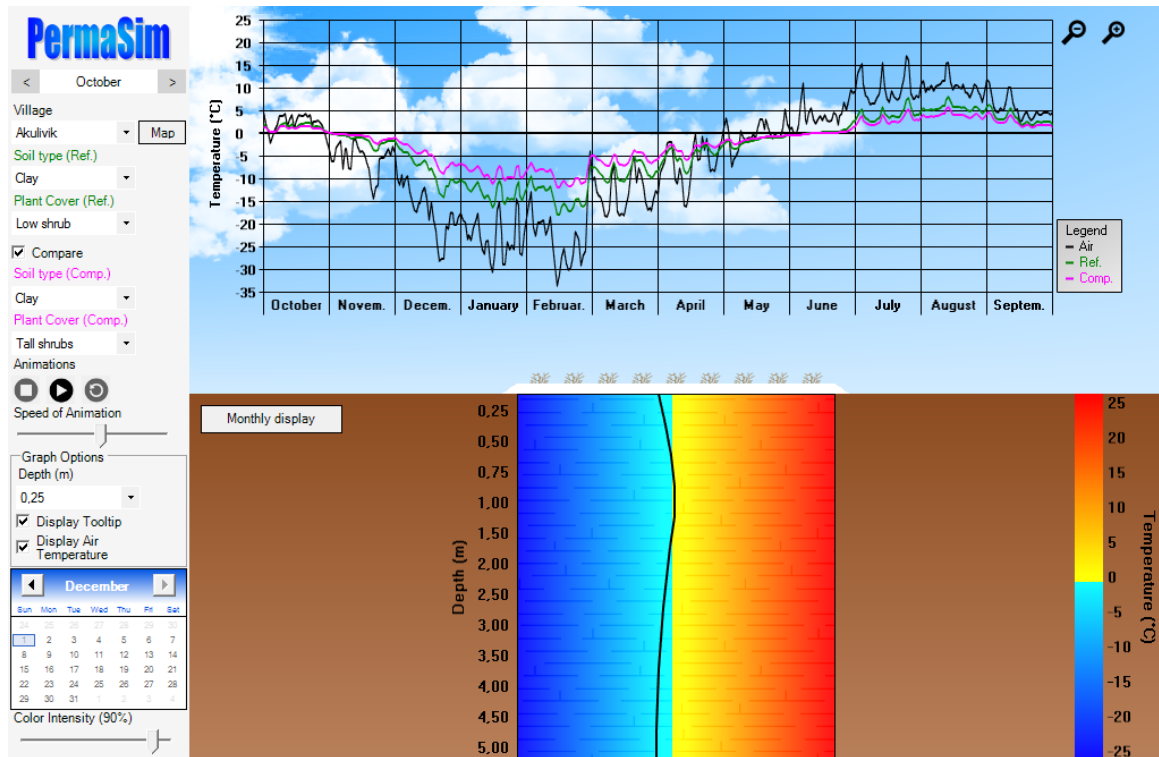 PermaSim
< October >
Village
Akulivik Map
Soil type (Ref.)
Clay
Plant Cover (Ref.)
Low shrub
Compare
Soil type (Comp.)
Clay
Plant Cover (Comp.)
Tall shrubs
Animations
Speed of Animation
Graph Options
Depth (m)
0,25
Display Tooltip
Display Air
Temperature
December
Sun Mon Tue Wed Thu Fri Sat
24 25 26 27 28 29 30
1 2 3 4 5 6 7
8 9 10 11 12 13 14
15 16 17 18 19 20 21
22 23 24 25 26 27 28
29 30 31 1 2 3 4
Color Intensity (90%)
Temperature (°C)
25
20
15
10
5
0
-5
-10
-15
-20
-25
-30
-35
October Novem. Decem. January Februar. March April May June July August Septem.
Legend
Air
Ref.
Comp.
Monthly display
Depth (m)
0,25
0,50
0,75
1,00
1,50
2,00
2,50
3,00
3,50
4,00
4,50
5,00
25
20
15
10
5
0
-5
-10
-15
-20
-25
Temperature (°C)